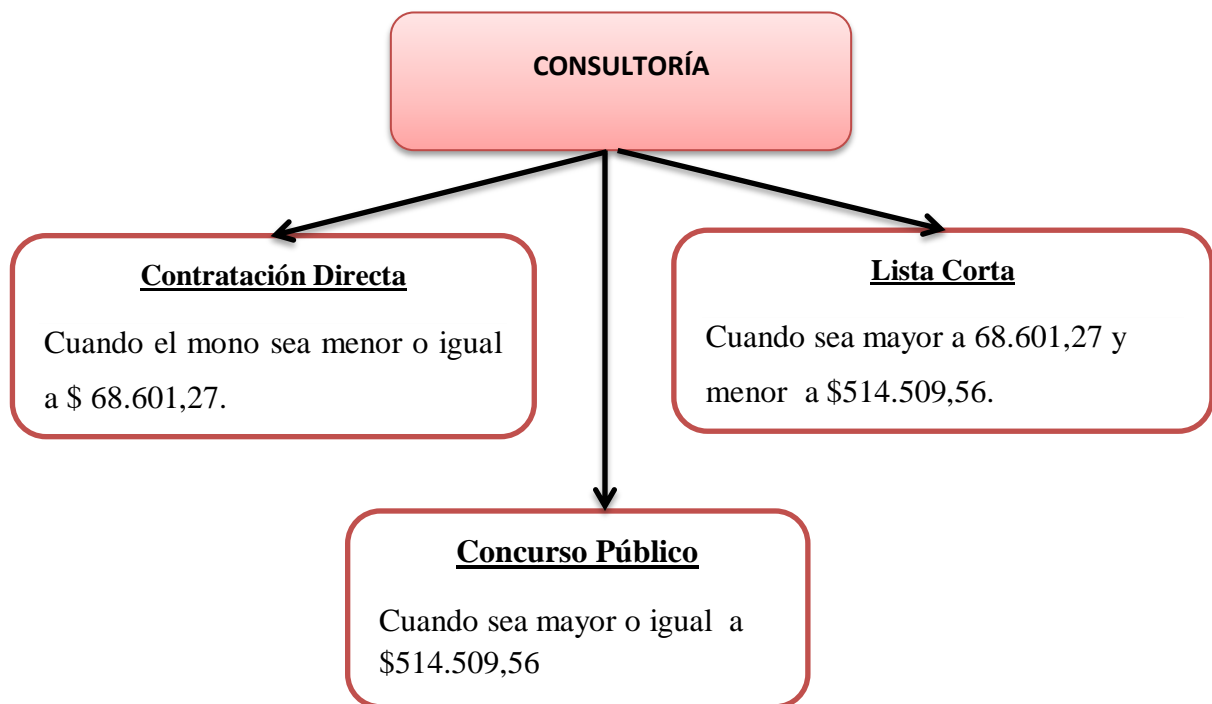 CONSULTORÍA
Contratación Directa
Cuando el mono sea menor o igual
a $ 68.601,27.
Lista Corta
Cuando sea mayor a 68.601,27 y
menor a $514.509,56.
Concurso Público
Cuando sea mayor o igual a
$514.509,56